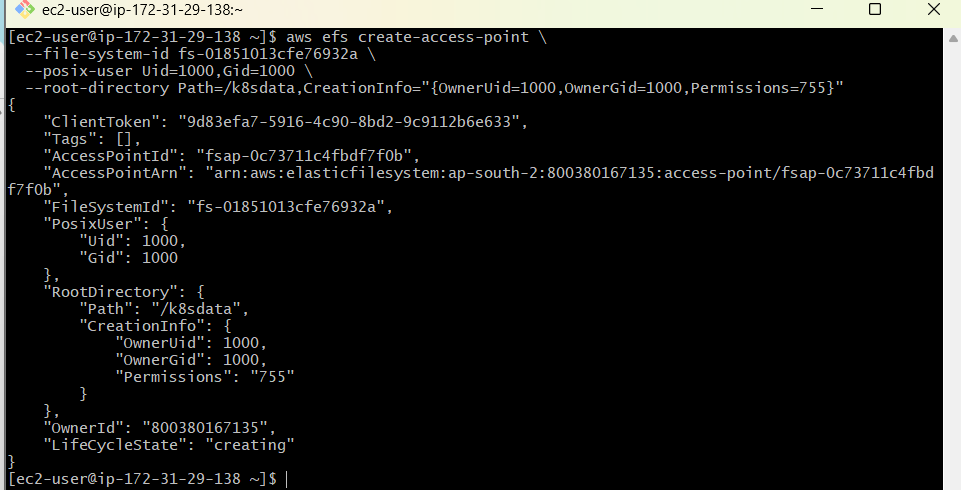 ec2-user@ip-172-31-29-138:~
[ec2-user@ip-172-31-29-138 ~]$ aws efs create-access-point \
  --file-system-id fs-01851013cfe76932a \
  --posix-user Uid=1000,Gid=1000 \
  --root-directory Path=/k8sdata,CreationInfo="{OwnerUid=1000,OwnerGid=1000,Permissions=755}"
{
    "ClientToken": "9d83efa7-5916-4c90-8bd2-9c9112b6e633",
    "Tags": [],
    "AccessPointId": "fsap-0c73711c4fbdf7f0b",
    "AccessPointArn": "arn:aws:elasticfilesystem:ap-south-2:800380167135:access-point/fsap-0c73711c4fbd
f7f0b",
    "FileSystemId": "fs-01851013cfe76932a",
    "PosixUser": {
        "Uid": 1000,
        "Gid": 1000
    },
    "RootDirectory": {
        "Path": "/k8sdata",
        "CreationInfo": {
            "OwnerUid": 1000,
            "OwnerGid": 1000,
            "Permissions": "755"
        }
    },
    "OwnerId": "800380167135",
    "LifeCycleState": "creating"
}
[ec2-user@ip-172-31-29-138 ~]$